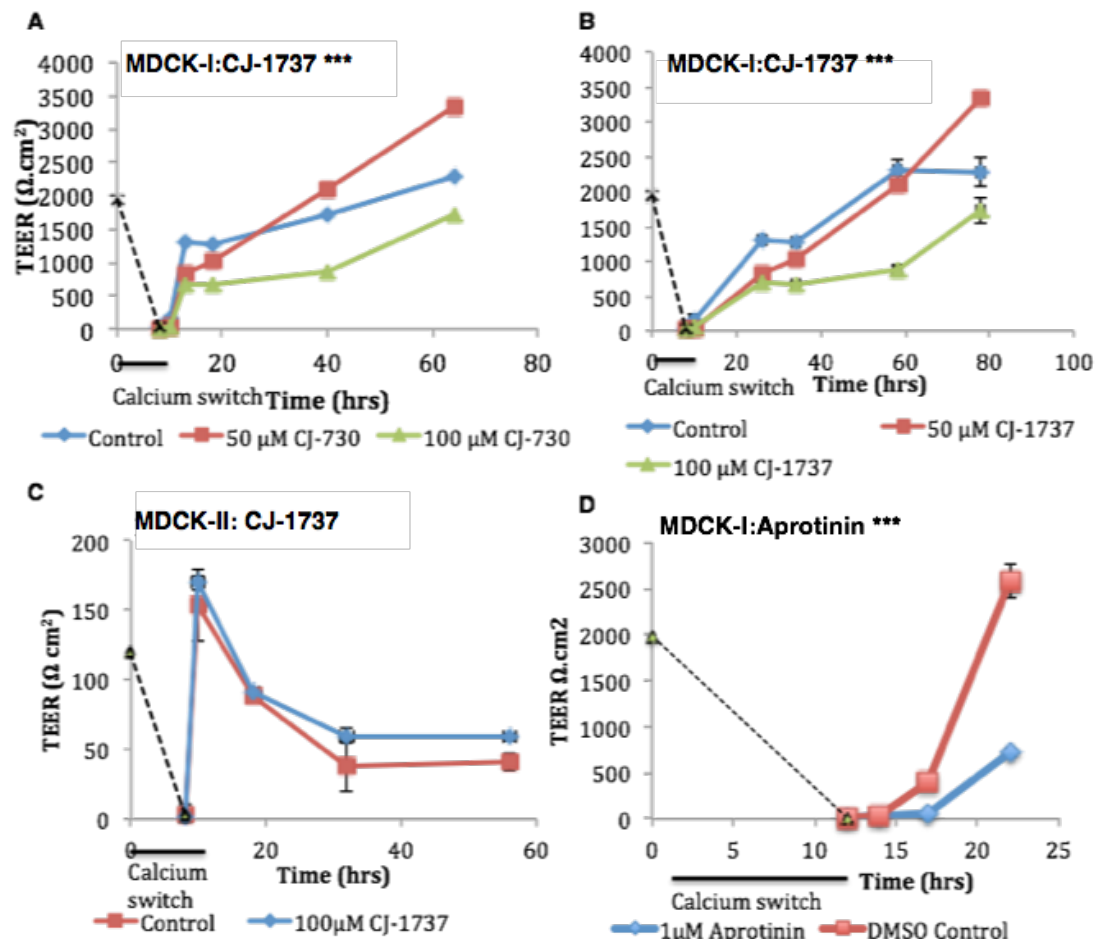 A
MDCK-I:CJ-1737 ***
TEER (Ω.cm²)
4000
3500
3000
2500
2000
1500
1000
500
0
0 20 40 60 80
Calcium switch Time (hrs)
Control 50 µM CJ-730 100 µM CJ-730
B
MDCK-I:CJ-1737 ***
4000
3500
3000
2500
2000
1500
1000
500
0
0 20 40 60 80 100
Calcium switch Time (hrs)
Control 50 µM CJ-1737
100 µM CJ-1737
C
MDCK-II: CJ-1737
TEER (Ω cm²)
200
150
100
50
0
0 20 40 60
Calcium
switch
Time (hrs)
Control 100µM CJ-1737
D
MDCK-I:Aprotinin ***
TEER Ω.cm2
3000
2500
2000
1500
1000
500
0
0 5 10 15 20 25
Calcium switch Time (hrs)
1µM Aprotinin DMSO Control